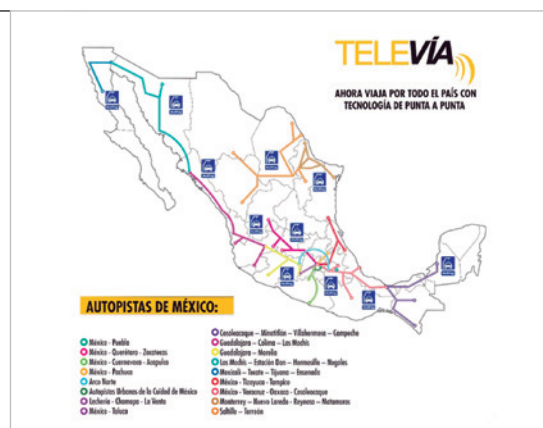 TELEVÍA
AHORA VIAJA POR TODO EL PAÍS CON
TECNOLOGÍA DE PUNTA A PUNTA
AUTOPISTAS DE MÉXICO:
México - Puebla
México - Querétaro - Zacatecas
México - Cuernavaca - Acapulco
México - Pachuca
Arco Norte
Autopistas Urbanas de la Cuidad de México
Lechería - Chamapa - La Venta
México - Toluca
Cosoleacaque – Minatitlán – Villahermosa – Campeche
Guadalajara – Colima – Los Mochis
Guadalajara – Morelia
Los Mochis – Estación Don – Hermosillo – Nogales
Mexicali – Tecate – Tijuana – Ensenada
México - Tizayuca - Tampico
México - Veracruz - Oaxaca - Cosoleacaque
Monterrey – Nuevo Laredo - Reynosa – Matamoros
Saltillo – Torreón